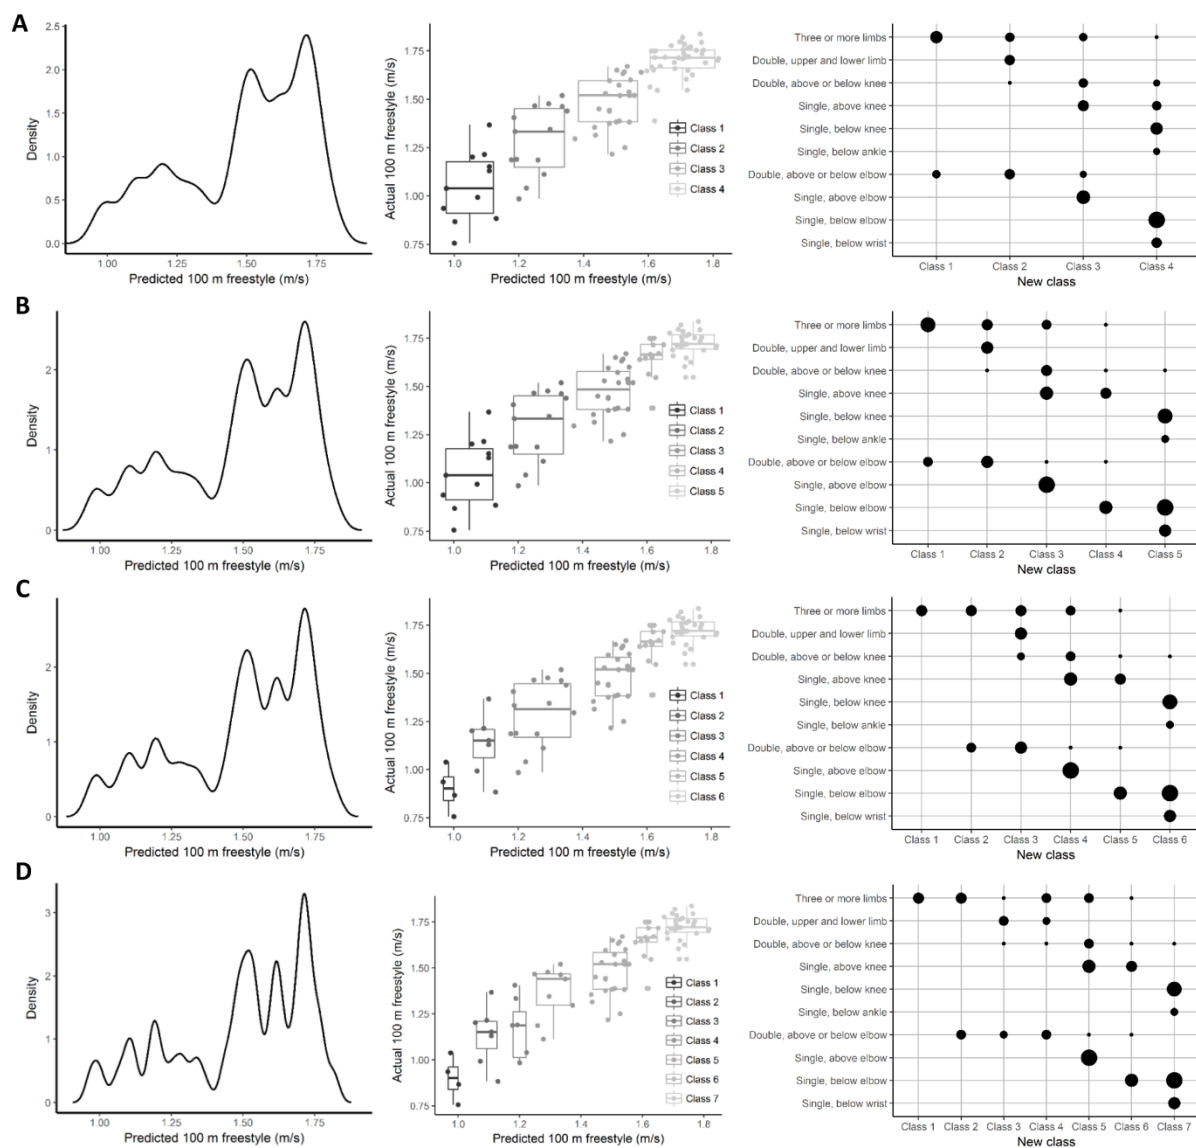 A
2.5
2.0
1.5
1.0
0.5
0.0
Density
1.00
1.25
1.50
1.75
Predicted 100 m freestyle (m/s)
1.75
1.50
1.25
1.00
0.75
Actual 100 m freestyle (m/s)
Class 1
Class 2
Class 3
Class 4
1.0
1.2
1.4
1.6
1.8
Predicted 100 m freestyle (m/s)
Three or more limbs
Double, upper and lower limb
Double, above or below knee
Single, above knee
Single, below knee
Single, below ankle
Double, above or below elbow
Single, above elbow
Single, below elbow
Single, below wrist
Class 1
Class 2
Class 3
Class 4
New class
B
2
1
0
Density
1.00
1.25
1.50
1.75
Predicted 100 m freestyle (m/s)
1.75
1.50
1.25
1.00
0.75
Actual 100 m freestyle (m/s)
Class 1
Class 2
Class 3
Class 4
Class 5
1.0
1.2
1.4
1.6
1.8
Predicted 100 m freestyle (m/s)
Three or more limbs
Double, upper and lower limb
Double, above or below knee
Single, above knee
Single, below knee
Single, below ankle
Double, above or below elbow
Single, above elbow
Single, below elbow
Single, below wrist
Class 1
Class 2
Class 3
Class 4
Class 5
New class
C
2
1
0
Density
1.00
1.25
1.50
1.75
Predicted 100 m freestyle (m/s)
1.75
1.50
1.25
1.00
0.75
Actual 100 m freestyle (m/s)
Class 1
Class 2
Class 3
Class 4
Class 5
Class 6
1.0
1.2
1.4
1.6
1.8
Predicted 100 m freestyle (m/s)
Three or more limbs
Double, upper and lower limb
Double, above or below knee
Single, above knee
Single, below knee
Single, below ankle
Double, above or below elbow
Single, above elbow
Single, below elbow
Single, below wrist
Class 1
Class 2
Class 3
Class 4
Class 5
Class 6
New class
D
3
2
1
0
Density
1.00
1.25
1.50
1.75
Predicted 100 m freestyle (m/s)
1.75
1.50
1.25
1.00
0.75
Actual 100 m freestyle (m/s)
Class 1
Class 2
Class 3
Class 4
Class 5
Class 6
Class 7
1.0
1.2
1.4
1.6
1.8
Predicted 100 m freestyle (m/s)
Three or more limbs
Double, upper and lower limb
Double, above or below knee
Single, above knee
Single, below knee
Single, below ankle
Double, above or below elbow
Single, above elbow
Single, below elbow
Single, below wrist
Class 1
Class 2
Class 3
Class 4
Class 5
Class 6
Class 7
New class